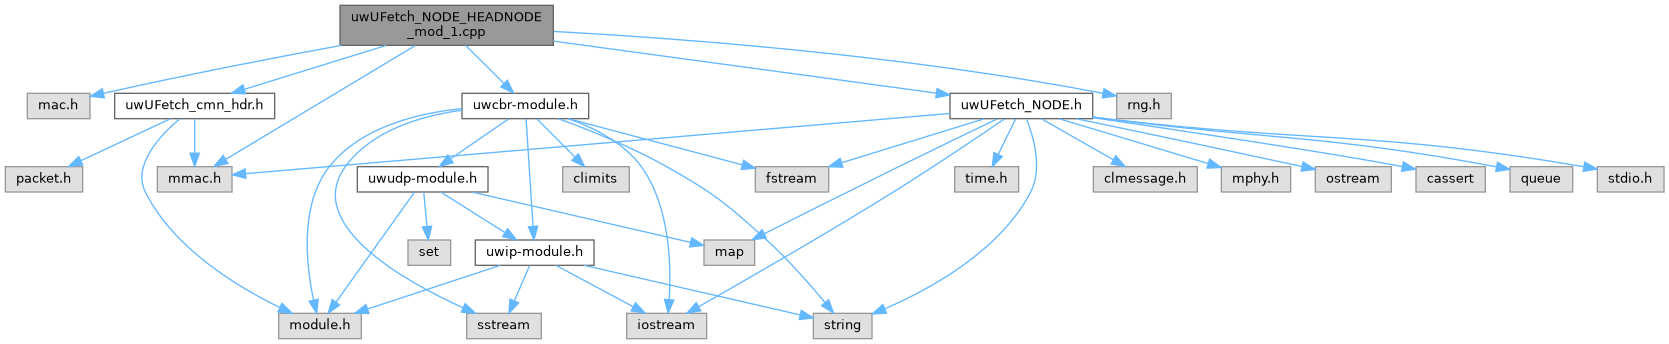 uwUFetch_NODE_HEADNODE
_mod_1.cpp
mac.h
uwUFetch_cmn_hdr.h
uwcbr-module.h
uwUFetch_NODE.h
rng.h
packet.h
mmac.h
uwudp-module.h
climits
fstream
time.h
clmessage.h
mphy.h
ostream
cassert
queue
stdio.h
set
uwip-module.h
map
module.h
sstream
iostream
string